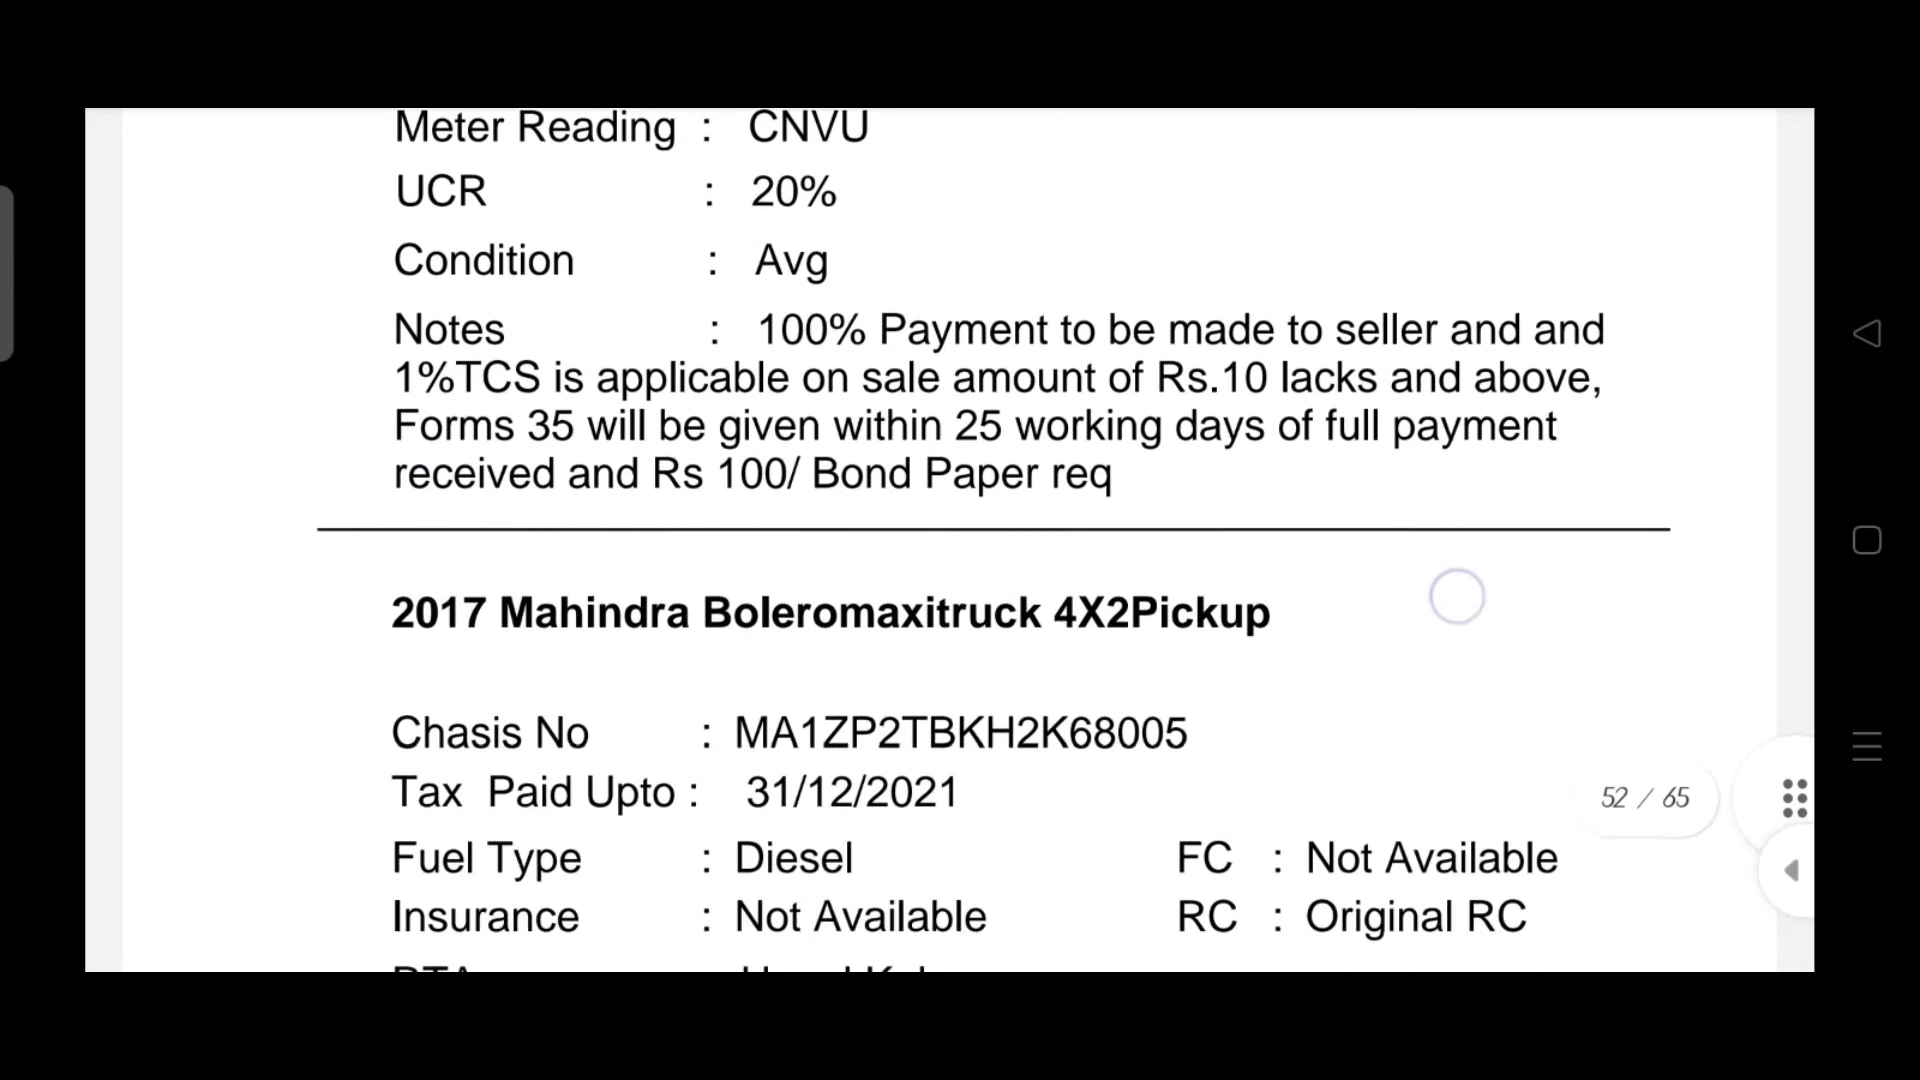 Meter Reading : CNVU
UCR : 20%
Condition : Avg
Notes : 100% Payment to be made to seller and and
1%TCS is applicable on sale amount of Rs.10 lacks and above,
Forms 35 will be given within 25 working days of full payment
received and Rs 100/ Bond Paper req
2017 Mahindra Boleromaxitruck 4X2Pickup
Chasis No : MA1ZP2TBKH2K68005
Tax Paid Upto : 31/12/2021
52 / 65
Fuel Type : Diesel FC : Not Available
Insurance : Not Available RC : Original RC